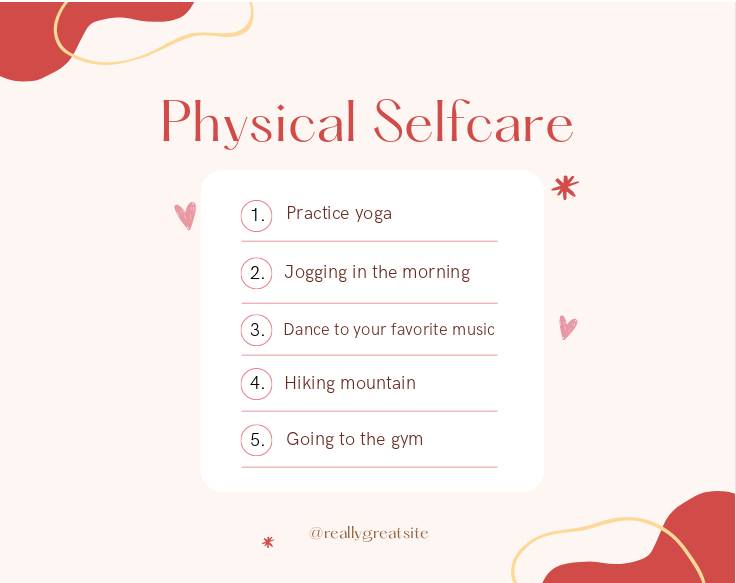 Physical Selfcare
1. Practice yoga
2. Jogging in the morning
3. Dance to your favorite music
4. Hiking mountain
5. Going to the gym
@reallygreatsite